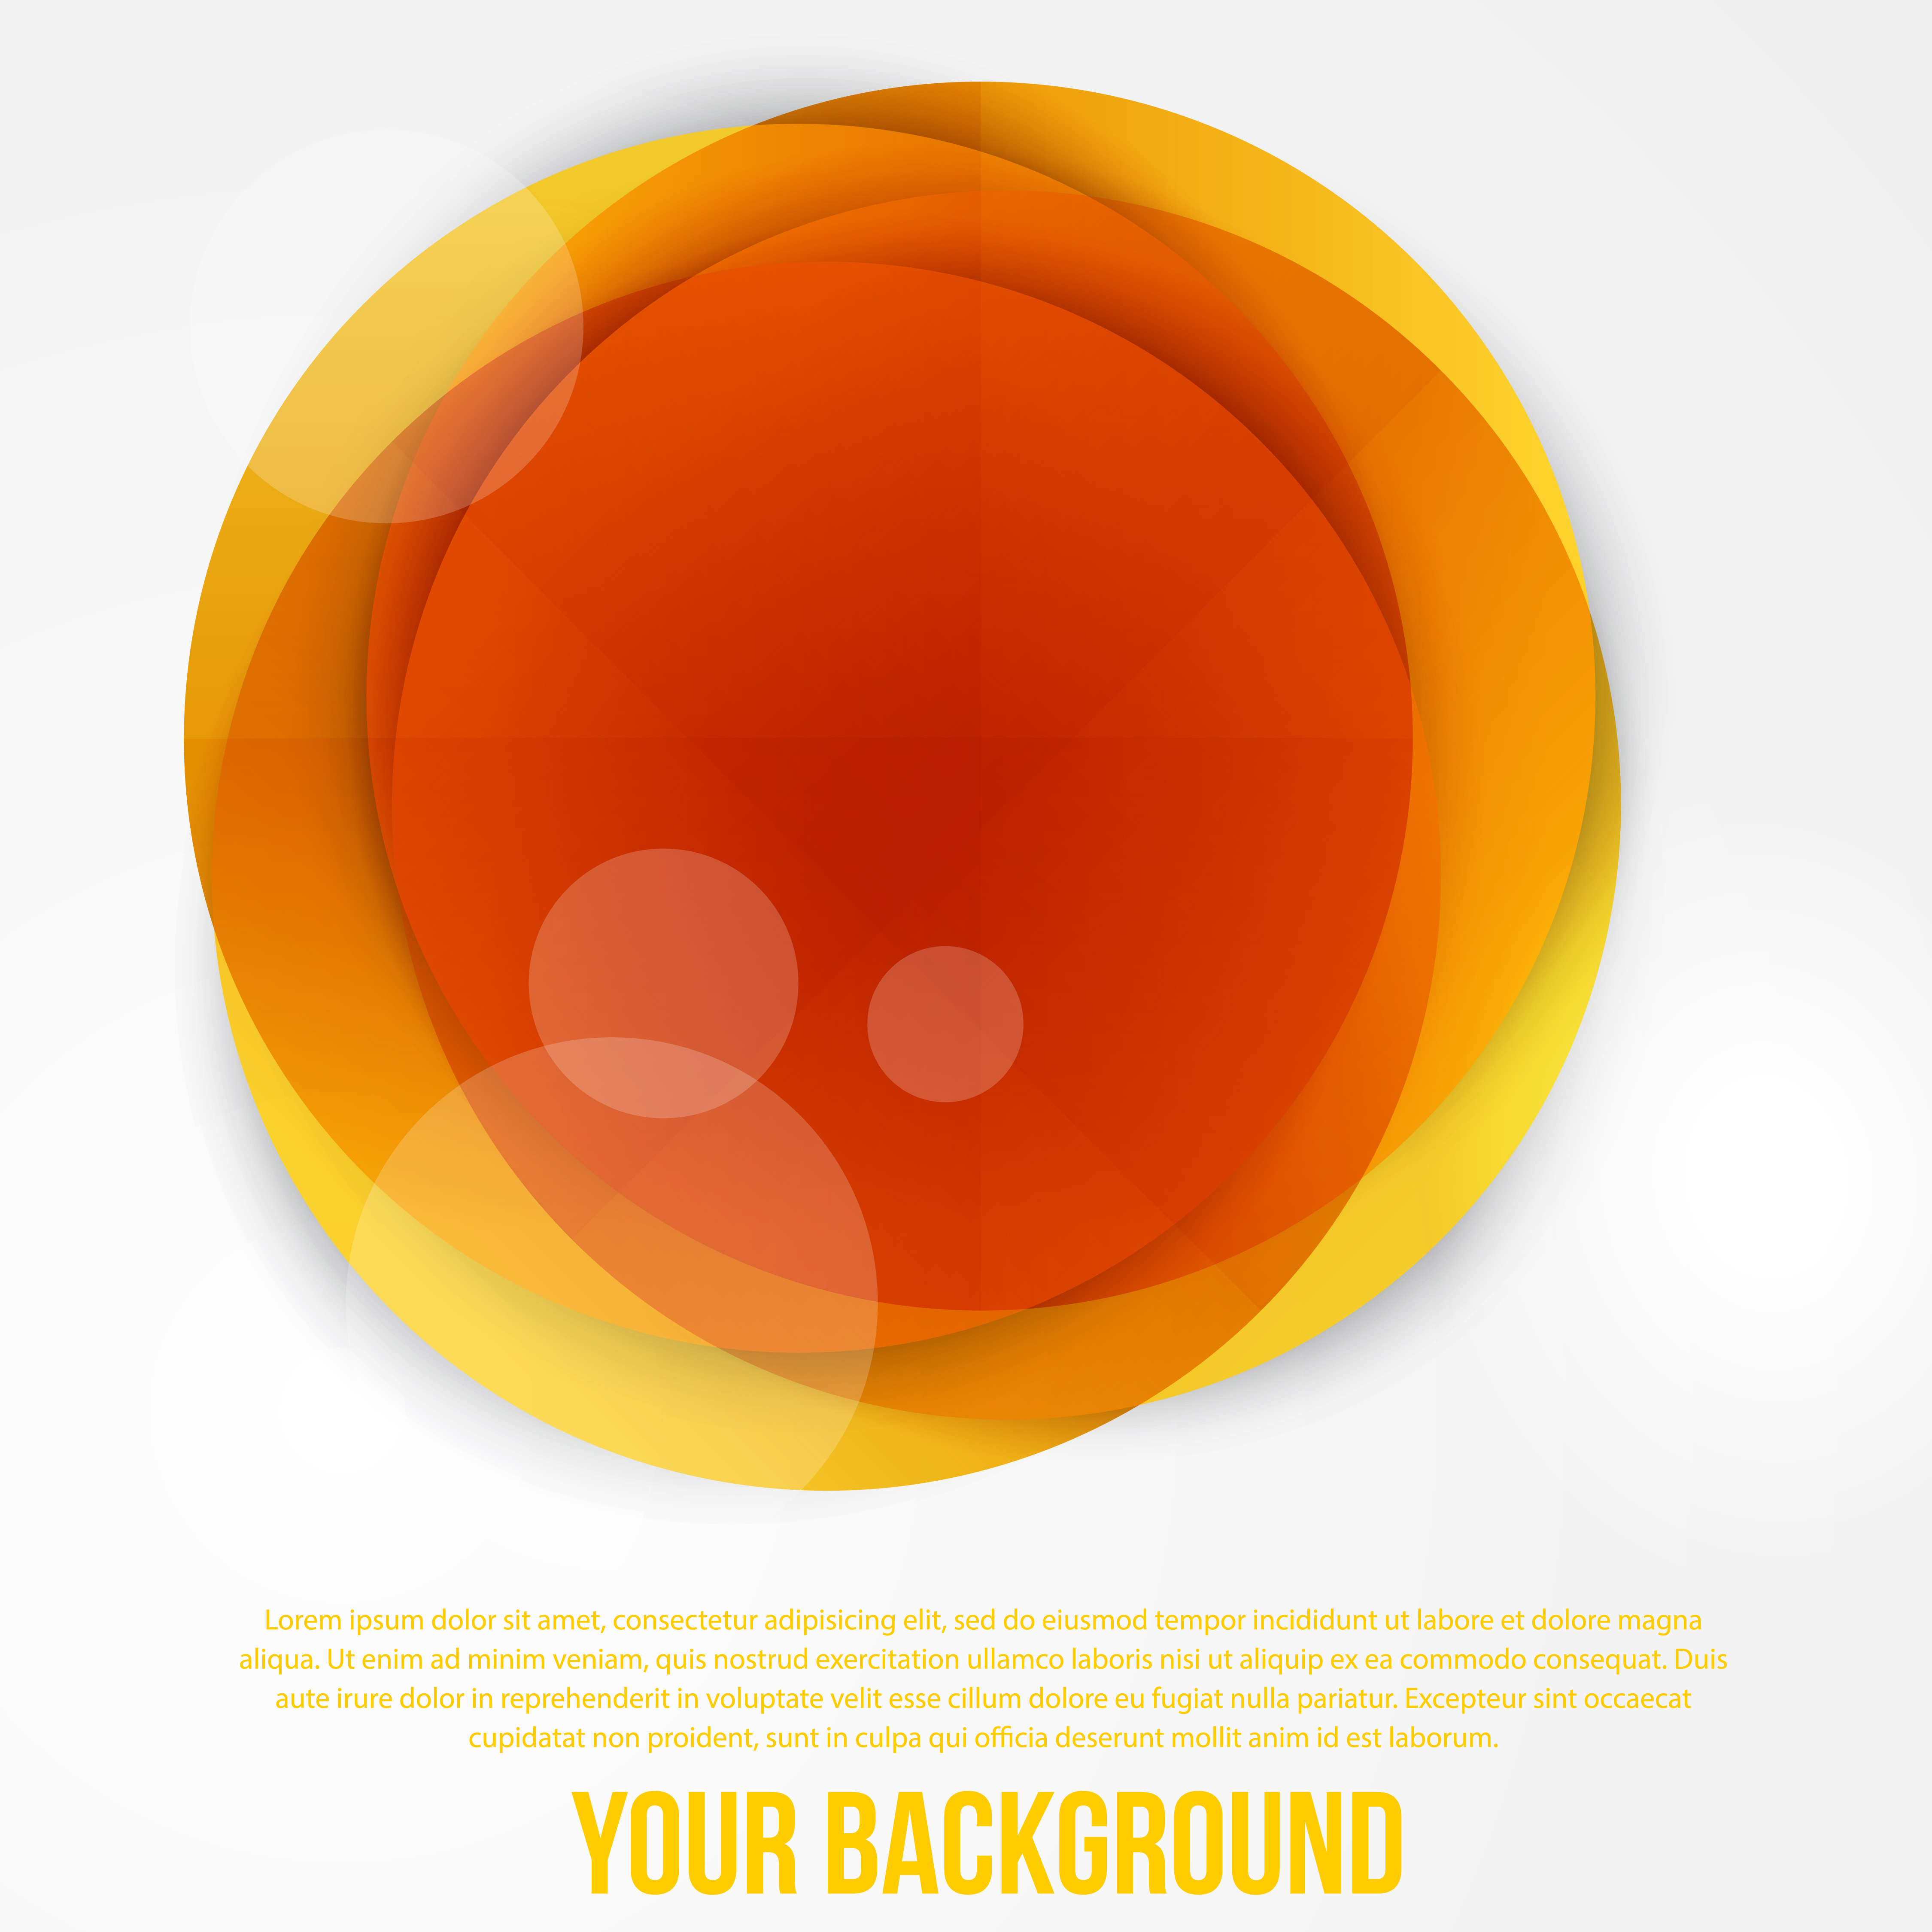 Lorem ipsum dolor sit amet, consectetur adipisicing elit, sed do eiusmod tempor incididunt ut labore et dolore magna
aliqua. Ut enim ad minim veniam, quis nostrud exercitation ullamco laboris nisi ut aliquip ex ea commodo consequat. Duis
aute irure dolor in reprehenderit in voluptate velit esse cillum dolore eu fugiat nulla pariatur. Excepteur sint occaecat
cupidatat non proident, sunt in culpa qui officia deserunt mollit anim id est laborum.
YOUR BACKGROUND